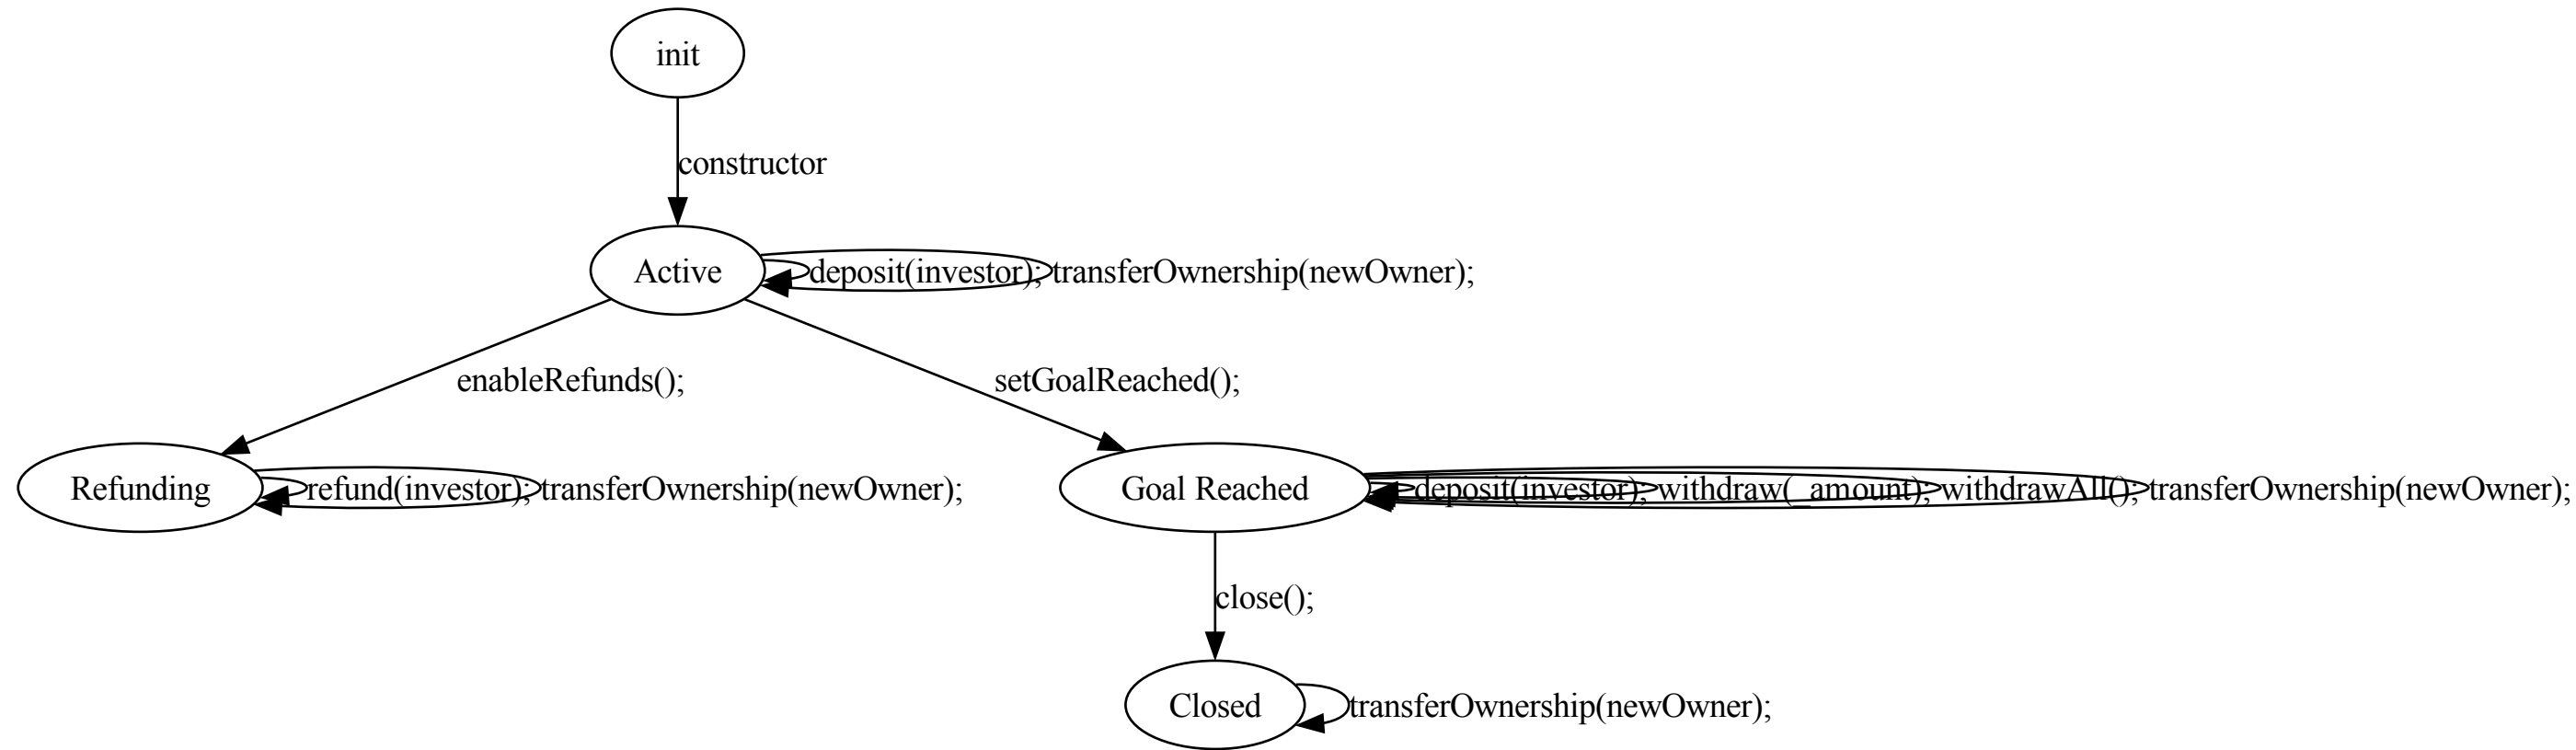 init
constructor
Active
deposit(investor);
transferOwnership(newOwner);
enableRefunds();
setGoalReached();
Refunding
refund(investor);
transferOwnership(newOwner);
Goal Reached
deposit(investor);
withdraw(_amount);
withdrawAll();
transferOwnership(newOwner);
close();
Closed
transferOwnership(newOwner);